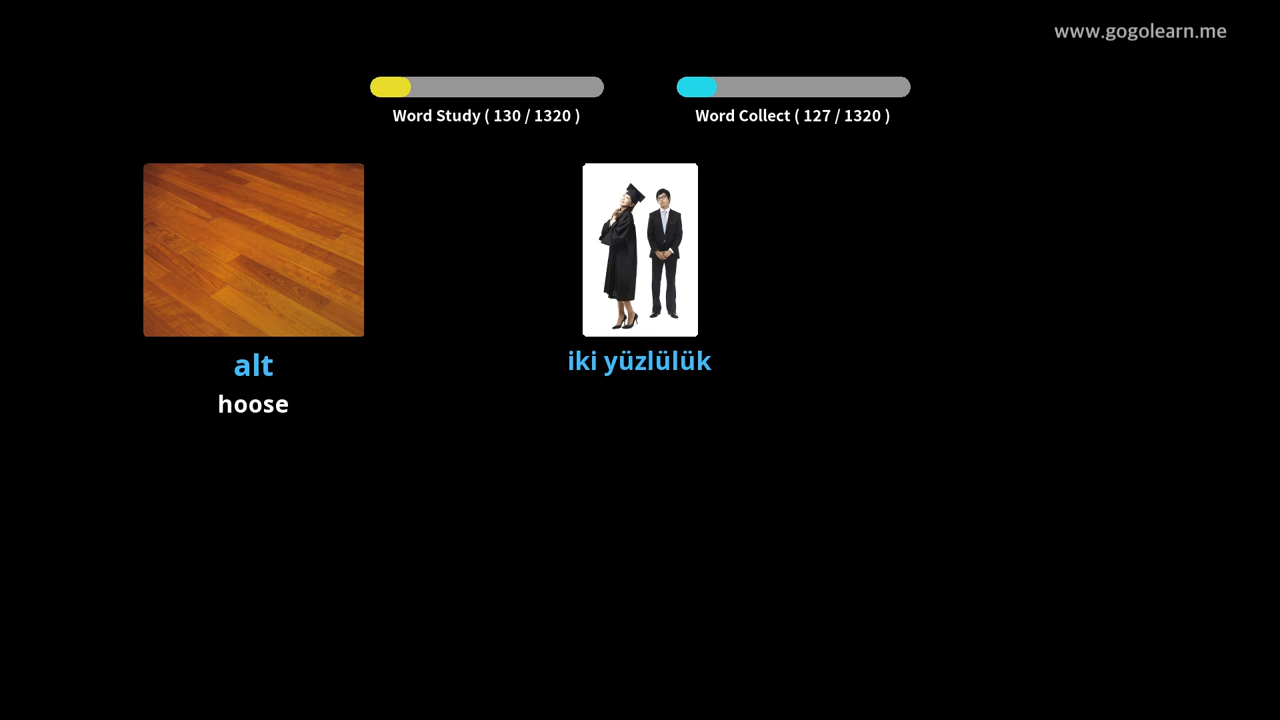 www.gogolearn.me
Word Study ( 130 / 1320 )
Word Collect ( 127 / 1320 )
alt
hoose
iki yüzlülük